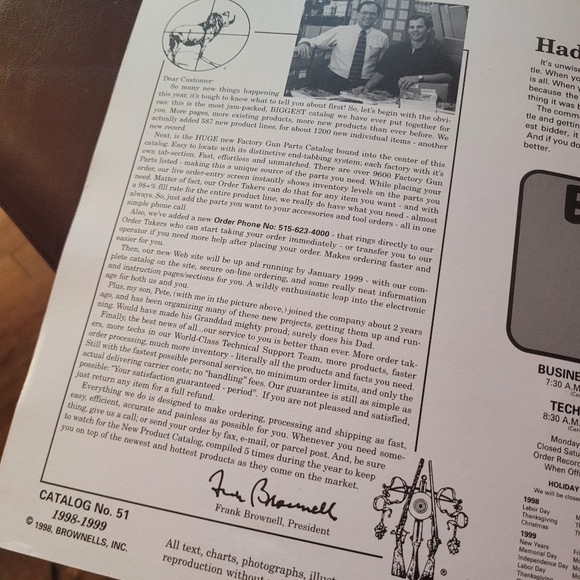 Dear Customer:
So many new things happening
this year, it's tough to know what to tell you about first! So, let's begin with the obvi-
ous: this is the most jam-packed, BIGGEST catalog we have ever put together for
you. More pages, more existing products, more new products than ever before. We
actually added 587 new product lines, for about 1200 new individual items - another
new record.
Next, is the HUGE new Factory Gun Parts Catalog bound into the center of this
catalog. Easy to locate with its distinctive end-tabbing system; each factory with it's
own tab-section. Fast, effortless and unmatched. There are over 9600 Factory Gun
Parts listed - making this a unique source of the parts you need. While placing your
order, our live order-entry screen instantly shows inventory levels on the parts you
need. Matter of fact, our Order Takers can do that for any item you want - and with
a 98+% fill rate for the entire product line, we really do have what you need - almost
always. So, just add the parts you want to your accessories and tool orders - all in one
simple phone call.
Also, we've added a new Order Phone No: 515-623-4000 - that rings directly to our
Order Takers who can start taking your order immediately - or transfer you to our
operator if you need more help after placing your order. Makes ordering faster and
easier for you.
Then, our new Web site will be up and running by January 1999 - with our com-
plete catalog on the site, secure on-line ordering, and some really neat information
and instruction pages/sections for you. A wildly enthusiastic leap into the electronic
age for both and you.
Plus, my son, Pete, (with me in the picture above,) joined the company about 2 years
ago, and has been organizing many of these new projects, getting them up and run-
ning. Would have made his Granddad mighty proud; surely does his Dad.
Finally, the best news of all...our service to you is better than ever. More order tak-
ers, more techs in our World-Class Technical Support Team, more products, faster
order processing, much more inventory - literally all the products and facts you need.
Still with the fastest possible personal service, no minimum order limits, and only the
actual delivering carrier costs; no "handling" fees. Our guarantee is still as simple as
possible: "Your satisfaction guaranteed - period". If you are not pleased and satisfied,
just return any item for a full refund.
Everything we do is designed to make ordering, processing and shipping as fast,
easy, efficient, accurate and painless as possible for you. Whenever you need some-
thing, give us a call; or send your order by fax, e-mail, or parcel post. And, be sure
to watch for the New Product Catalog, compiled 5 times during the year to keep
you on top of the newest and hottest products as they come on the market.
Frank Brownell
Frank Brownell, President
CATALOG No. 51
1998-1999
© 1998, BROWNELLS, INC.
All text, charts, photographs, illust
reproduction withou
®
Had
It's unwise
tle. When yo
is all. When y
because the
thing it was
The comm
tle and getting
est bidder, it
And if you do
better.
BUSINE
7:30 A.M
(Cen
TECH
8:30 A.M
(Cen
Monday
Closed Satu
Order Recor
When Offi
HOLIDAY
We will be close
1998
Labor Day
Thanksgiving
Christmas
1999
New Years
Memorial Day
Independence Day
Labor Day
Thanksgiving